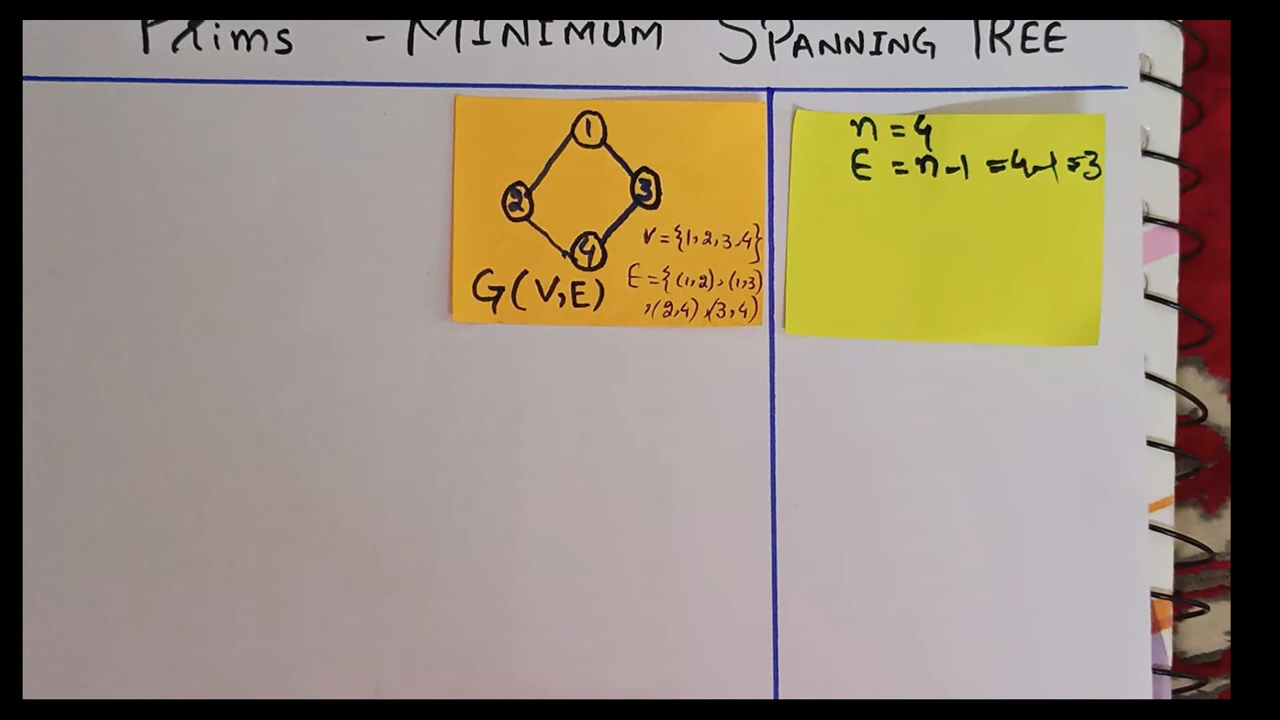 Prims - MINIMUM SPANNING TREE
1
2
3
4
V = {1,2,3,4}
E = {(1,2),(1,3)
,(2,4),(3,4)
G(V,E)
n = 4
E = n-1 = 4-1 = 3